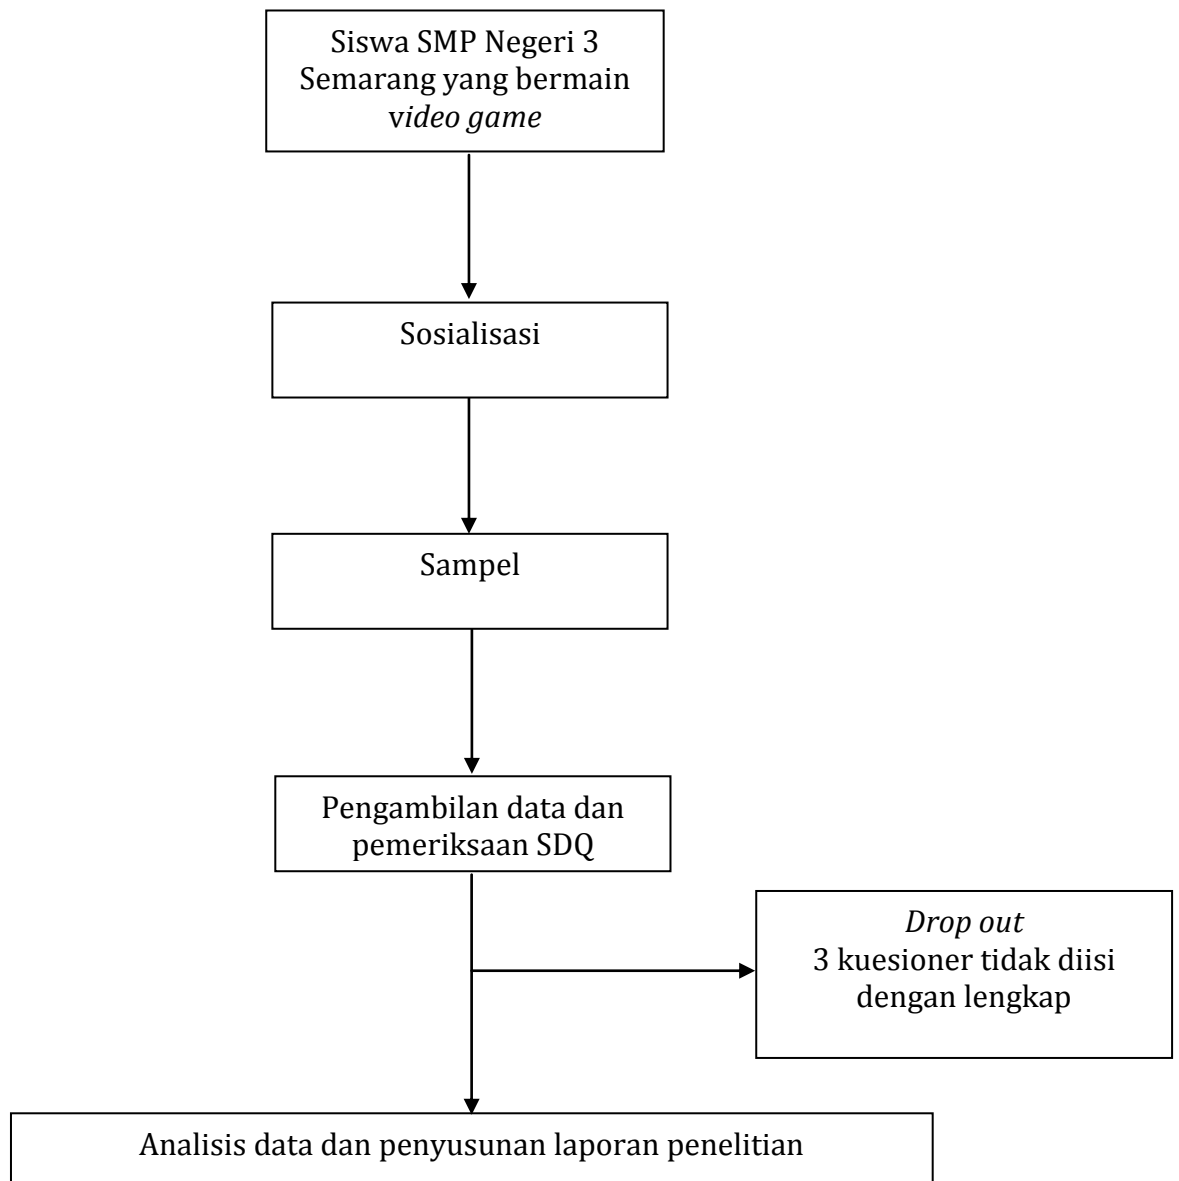 Siswa SMP Negeri 3
Semarang yang bermain
video game
Sosialisasi
Sampel
Pengambilan data dan
pemeriksaan SDQ
Drop out
3 kuesioner tidak diisi
dengan lengkap
Analisis data dan penyusunan laporan penelitian